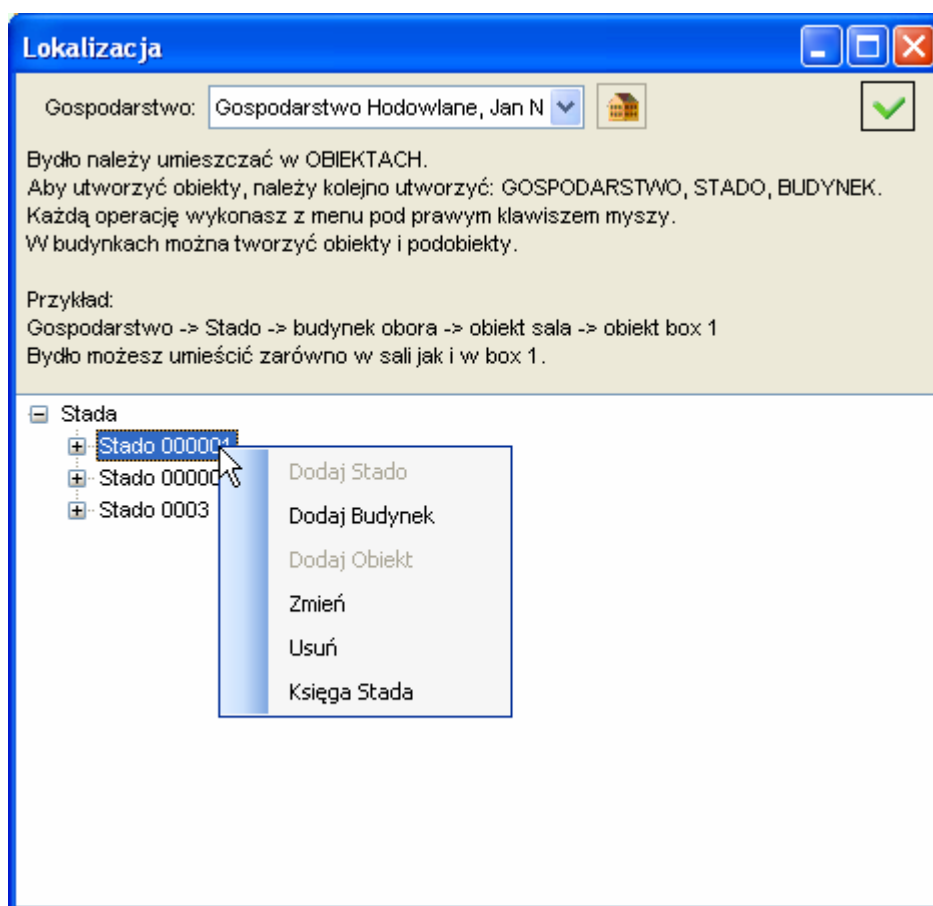 Lokalizacja
Gospodarstwo: Gospodarstwo Hodowlane, Jan N
Bydło należy umieszczać w OBIEKTACH.
Aby utworzyć obiekty, należy kolejno utworzyć: GOSPODARSTWO, STADO, BUDYNEK.
Każdą operację wykonasz z menu pod prawym klawiszem myszy.
W budynkach można tworzyć obiekty i podobiekty.
Przykład:
Gospodarstwo -> Stado -> budynek obora -> obiekt sala -> obiekt box 1
Bydło możesz umieścić zarówno w sali jak i w box 1.
Stada
Stado 000001
Stado 00000
Stado 0003
Dodaj Stado
Dodaj Budynek
Dodaj Obiekt
Zmień
Usuń
Księga Stada